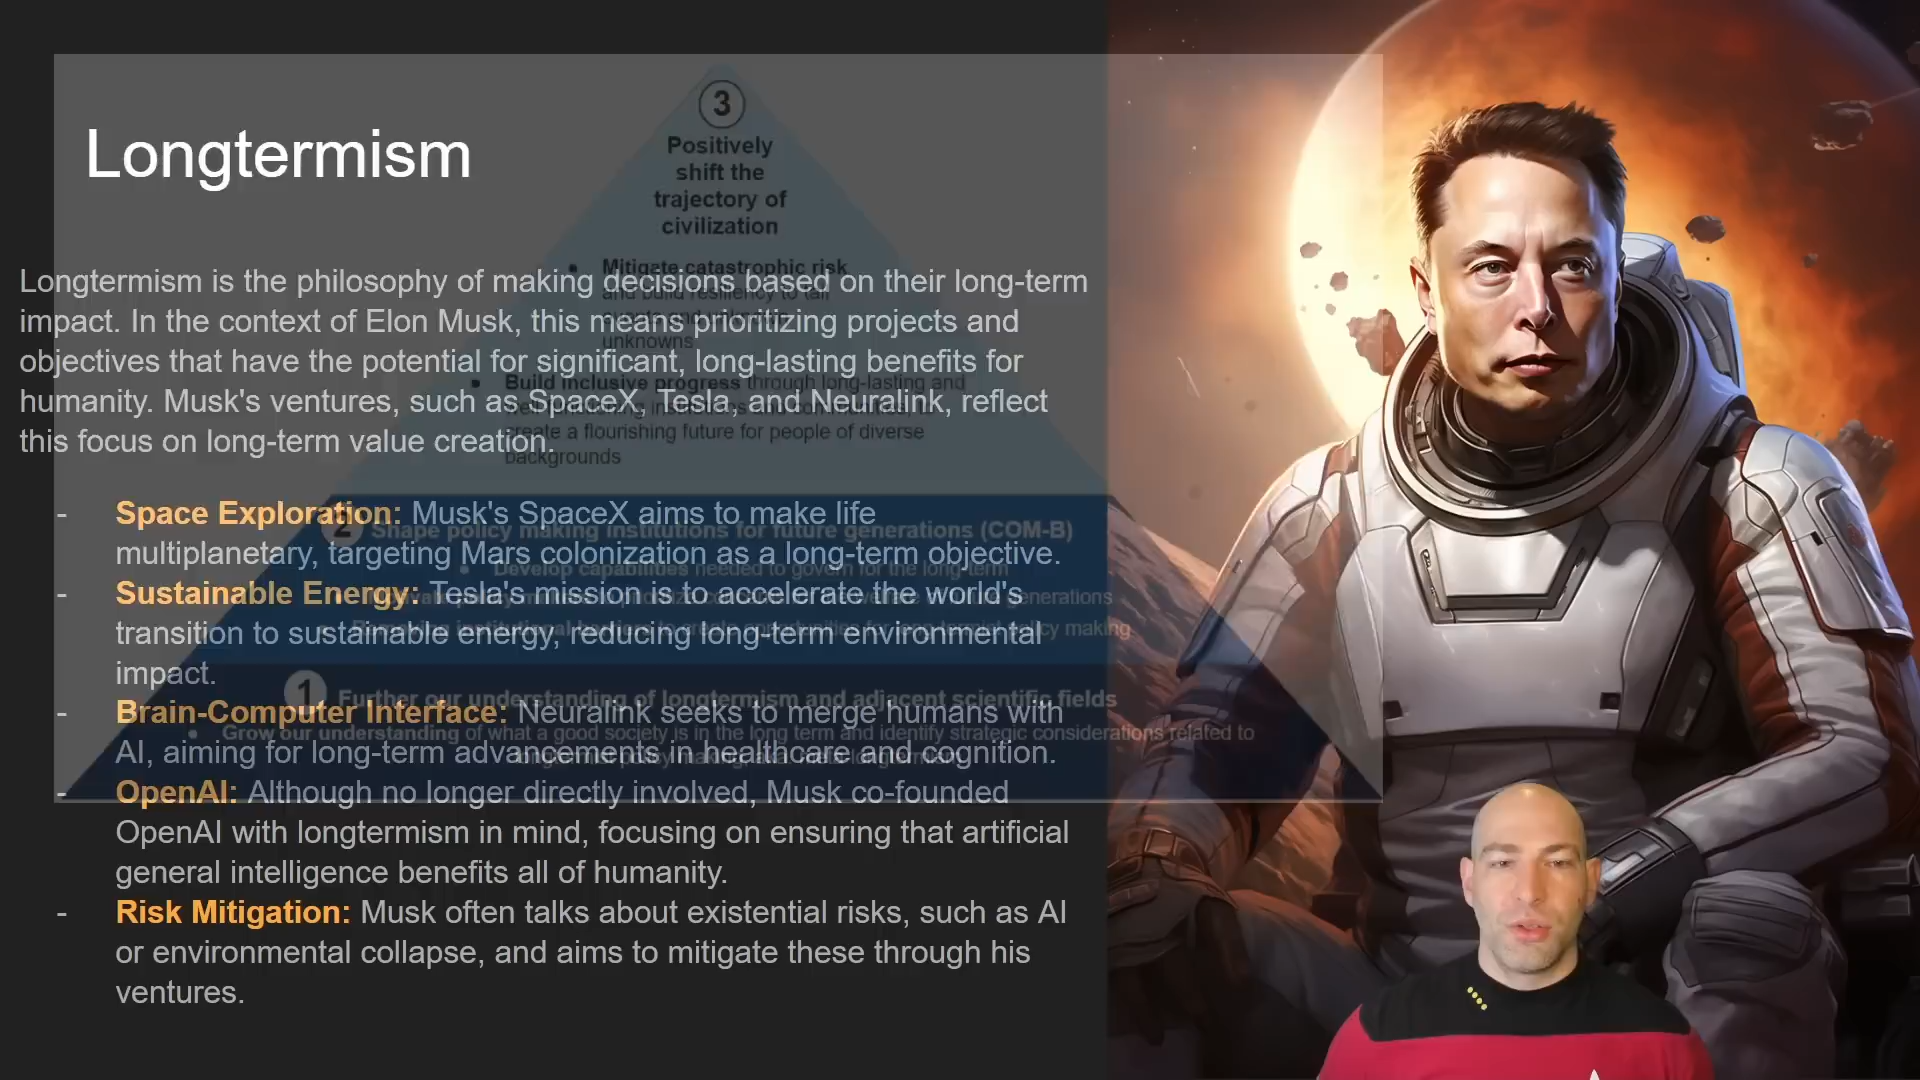 Longtermism
Longtermism is the philosophy of making decisions based on their long-term
impact. In the context of Elon Musk, this means prioritizing projects and
objectives that have the potential for significant, long-lasting benefits for
humanity. Musk's ventures, such as SpaceX, Tesla, and Neuralink, reflect
this focus on long-term value creation.
- Space Exploration: Musk's SpaceX aims to make life
multiplanetary, targeting Mars colonization as a long-term objective.
- Sustainable Energy: Tesla's mission is to accelerate the world's
transition to sustainable energy, reducing long-term environmental
impact.
- Brain-Computer Interface: Neuralink seeks to merge humans with
AI, aiming for long-term advancements in healthcare and cognition.
- OpenAI: Although no longer directly involved, Musk co-founded
OpenAI with longtermism in mind, focusing on ensuring that artificial
general intelligence benefits all of humanity.
- Risk Mitigation: Musk often talks about existential risks, such as AI
or environmental collapse, and aims to mitigate these through his
ventures.
3
Positively
shift the
trajectory of
civilization
Mitigate catastrophic risk
and build resiliency to tail
unknowns
Build inclusive progress through long-lasting and
create a flourishing future for people of diverse
backgrounds
2 Shape policy making institutions for future generations (COM-B)
Develop capabilities needed to govern for the long-term
generations
policy making
1 Further our understanding of longtermism and adjacent scientific fields
Grow our understanding of what a good society is in the long term and identify strategic considerations related to